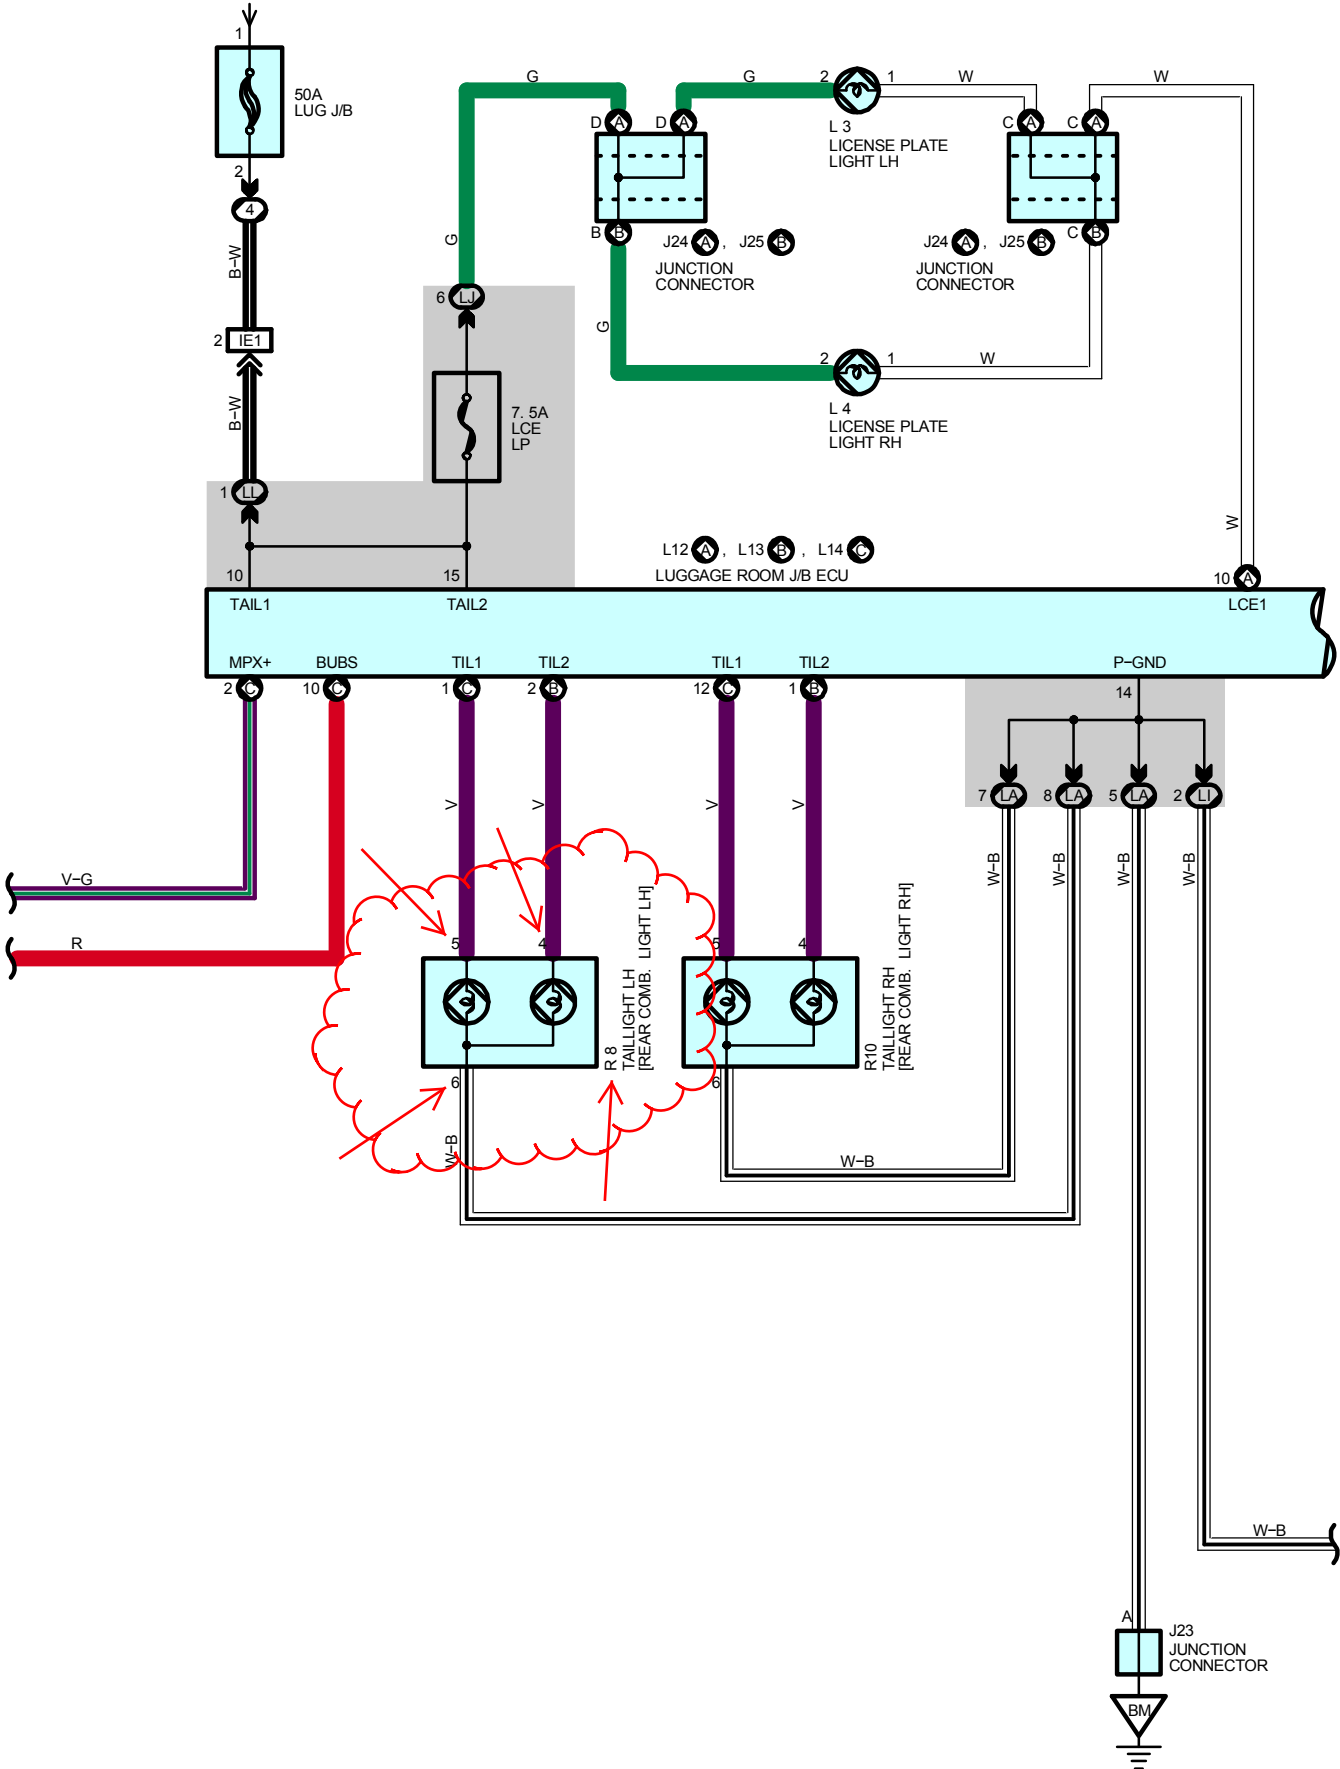 1
50A
LUG J/B
2
4
B-W
2 IE1
B-W
1 LL
10
G
G
2 1
W
W
D A D A
C A C A
L 3
LICENSE PLATE
LIGHT LH
B B
C B
J24 A , J25 B
JUNCTION
CONNECTOR
J24 A , J25 B
JUNCTION
CONNECTOR
G
6 LJ
7. 5A
LCE
LP
15
G
2 1
W
L 4
LICENSE PLATE
LIGHT RH
W
L12 A , L13 B , L14 C
LUGGAGE ROOM J/B ECU
10 A
TAIL1
TAIL2
LCE1
MPX+
BUBS
TIL1
TIL2
TIL1
TIL2
P-GND
2 C
10 C
1 C
2 B
12 C
1 B
14
7 LA
8 LA
5 LA
2 LI
V
V
V
V
W-B
W-B
W-B
W-B
V-G
R
5
4
5
4
R 8
TAILLIGHT LH
[REAR COMB. LIGHT LH]
R10
TAILLIGHT RH
[REAR COMB. LIGHT RH]
6
6
W-B
W-B
W-B
A
J23
JUNCTION
CONNECTOR
BM